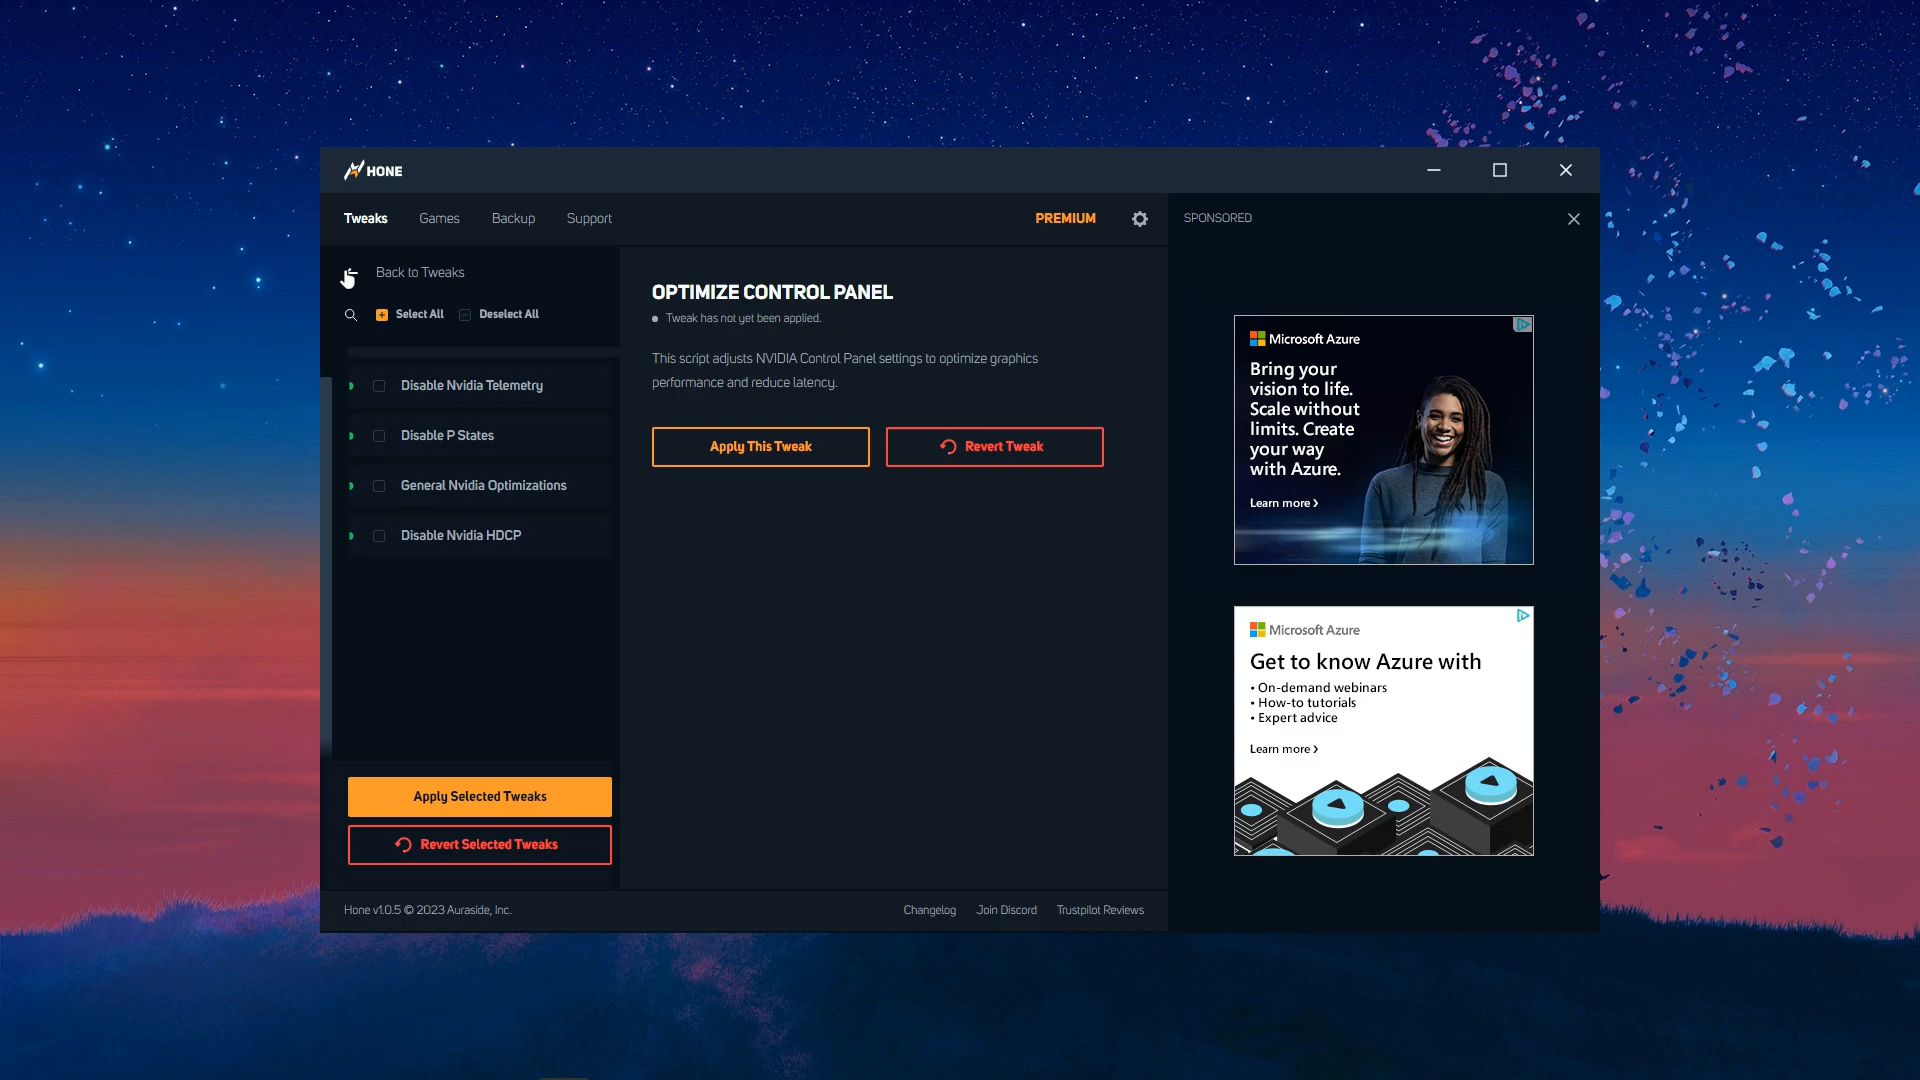 HONE
Tweaks Games Backup Support PREMIUM
SPONSORED
Back to Tweaks
Select All Deselect All
Disable Nvidia Telemetry
Disable P States
General Nvidia Optimizations
Disable Nvidia HDCP
Apply Selected Tweaks
Revert Selected Tweaks
OPTIMIZE CONTROL PANEL
Tweak has not yet been applied.
This script adjusts NVIDIA Control Panel settings to optimize graphics
performance and reduce latency.
Apply This Tweak Revert Tweak
Microsoft Azure
Bring your
vision to life.
Scale without
limits. Create
your way
with Azure.
Learn more ›
Microsoft Azure
Get to know Azure with
• On-demand webinars
• How-to tutorials
• Expert advice
Learn more ›
Hone v1.0.5 © 2023 Auraside, Inc.
Changelog Join Discord Trustpilot Reviews